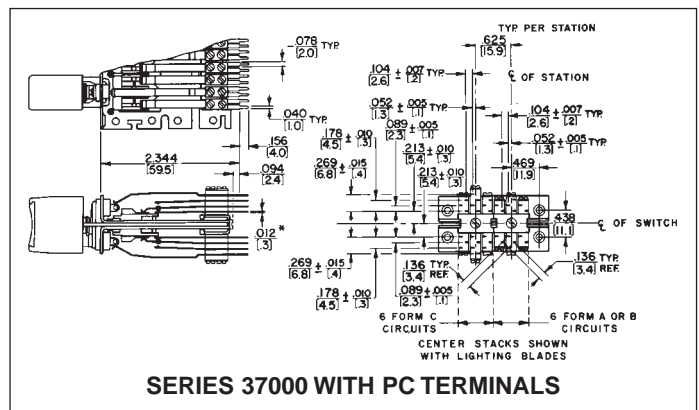 -.078 TYP.
[2.0]
.040
[1.0]
.156
[4.0]
2.344
[59.5]
.094
[2.4]
.012 *
[.3]
TYP. PER STATION
.625
[15.9]
.104 ± .007 TYP.
[2.6] [.2]
℄ OF STATION
.052 ± .005 TYP.
[1.3] [.1]
.104 ± .007 TYP.
[2.6] [.2]
.178 ± .010
[4.5] [.3]
.089 ± .005
[2.3] [.1]
.052 ± .005 TYP.
[1.3] [.1]
.269 ± .015
[6.8] [.4]
.213 ± .010
[5.4] [.3]
.469
[11.9]
.213 ± .010
[5.4] [.3]
.438
[11.1]
℄ OF SWITCH
.269 ± .015
[6.8] [.4]
.136 TYP.
[3.4] REF.
.136 TYP.
[3.4] REF.
.178 ± .010
[4.5] [.3]
.089 ± .005
[2.3] [.1]
6 FORM C
CIRCUITS
6 FORM A OR B
CIRCUITS
CENTER STACKS SHOWN
WITH LIGHTING BLADES
SERIES 37000 WITH PC TERMINALS